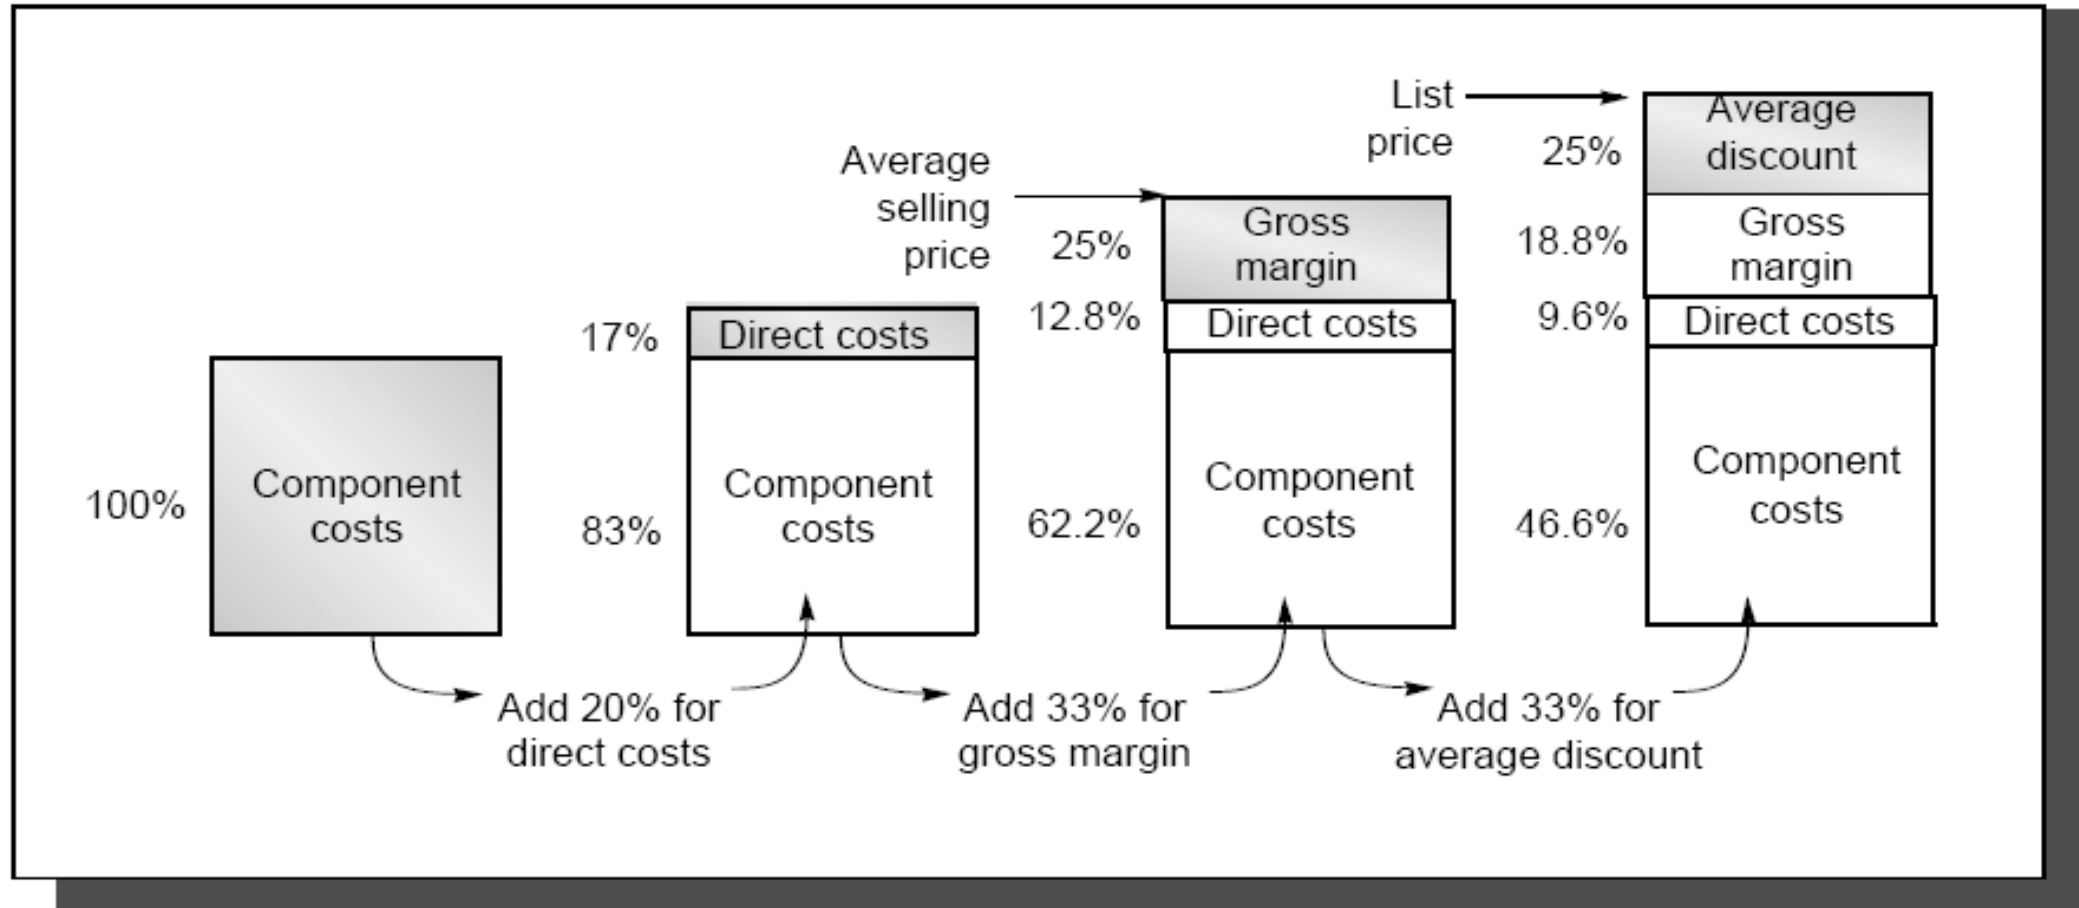 100%
Component
costs
Add 20% for
direct costs
17%
83%
Direct costs
Component
costs
Add 33% for
gross margin
Average
selling
price
25%
12.8%
62.2%
Gross
margin
Direct costs
Component
costs
Add 33% for
average discount
List
price
25%
18.8%
9.6%
46.6%
Average
discount
Gross
margin
Direct costs
Component
costs